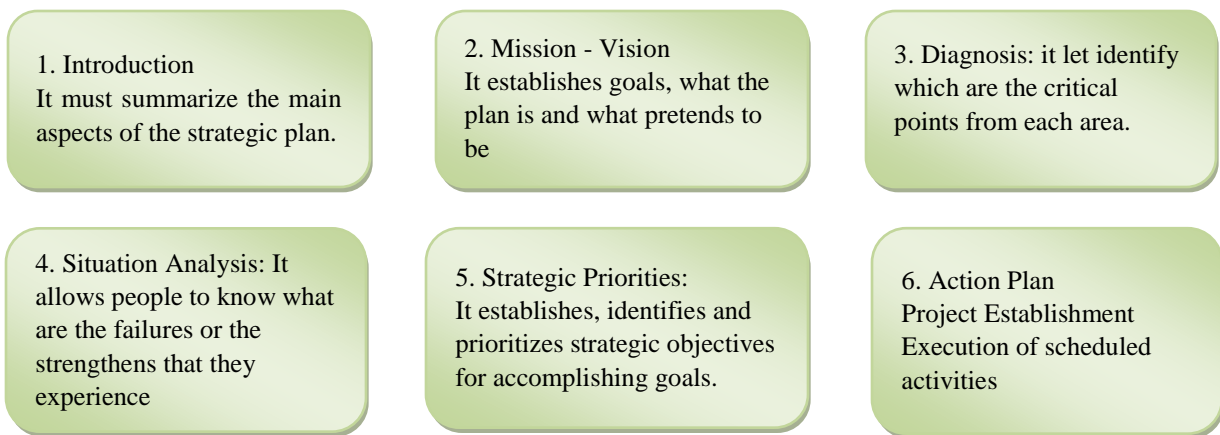 1. Introduction
It must summarize the main
aspects of the strategic plan.
2. Mission - Vision
It establishes goals, what the
plan is and what pretends to
be
3. Diagnosis: it let identify
which are the critical
points from each area.
4. Situation Analysis: It
allows people to know what
are the failures or the
strengthens that they
experience
5. Strategic Priorities:
It establishes, identifies and
prioritizes strategic objectives
for accomplishing goals.
6. Action Plan
Project Establishment
Execution of scheduled
activities